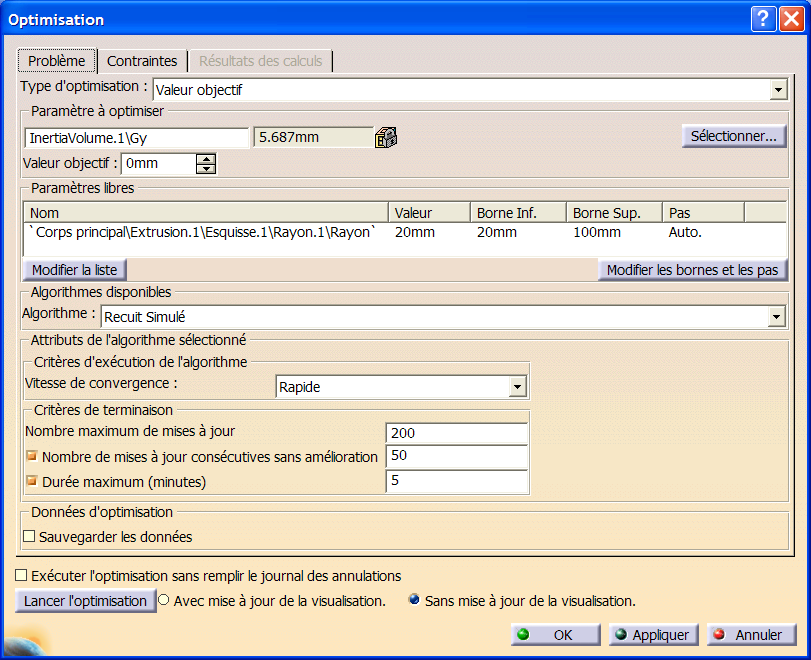 Optimisation
Problème Contraintes Résultats des calculs
Type d'optimisation : Valeur objectif
Paramètre à optimiser
InertiaVolume.1\Gy 5.687mm Sélectionner...
Valeur objectif : 0mm
Paramètres libres
Nom Valeur Borne Inf. Borne Sup. Pas
`Corps principal\Extrusion.1\Esquisse.1\Rayon.1\Rayon` 20mm 20mm 100mm Auto.
Modifier la liste Modifier les bornes et les pas
Algorithmes disponibles
Algorithme : Recuit Simulé
Attributs de l'algorithme sélectionné
Critères d'exécution de l'algorithme
Vitesse de convergence : Rapide
Critères de terminaison
Nombre maximum de mises à jour 200
Nombre de mises à jour consécutives sans amélioration 50
Durée maximum (minutes) 5
Données d'optimisation
Sauvegarder les données
Exécuter l'optimisation sans remplir le journal des annulations
Lancer l'optimisation Avec mise à jour de la visualisation. Sans mise à jour de la visualisation.
OK Appliquer Annuler